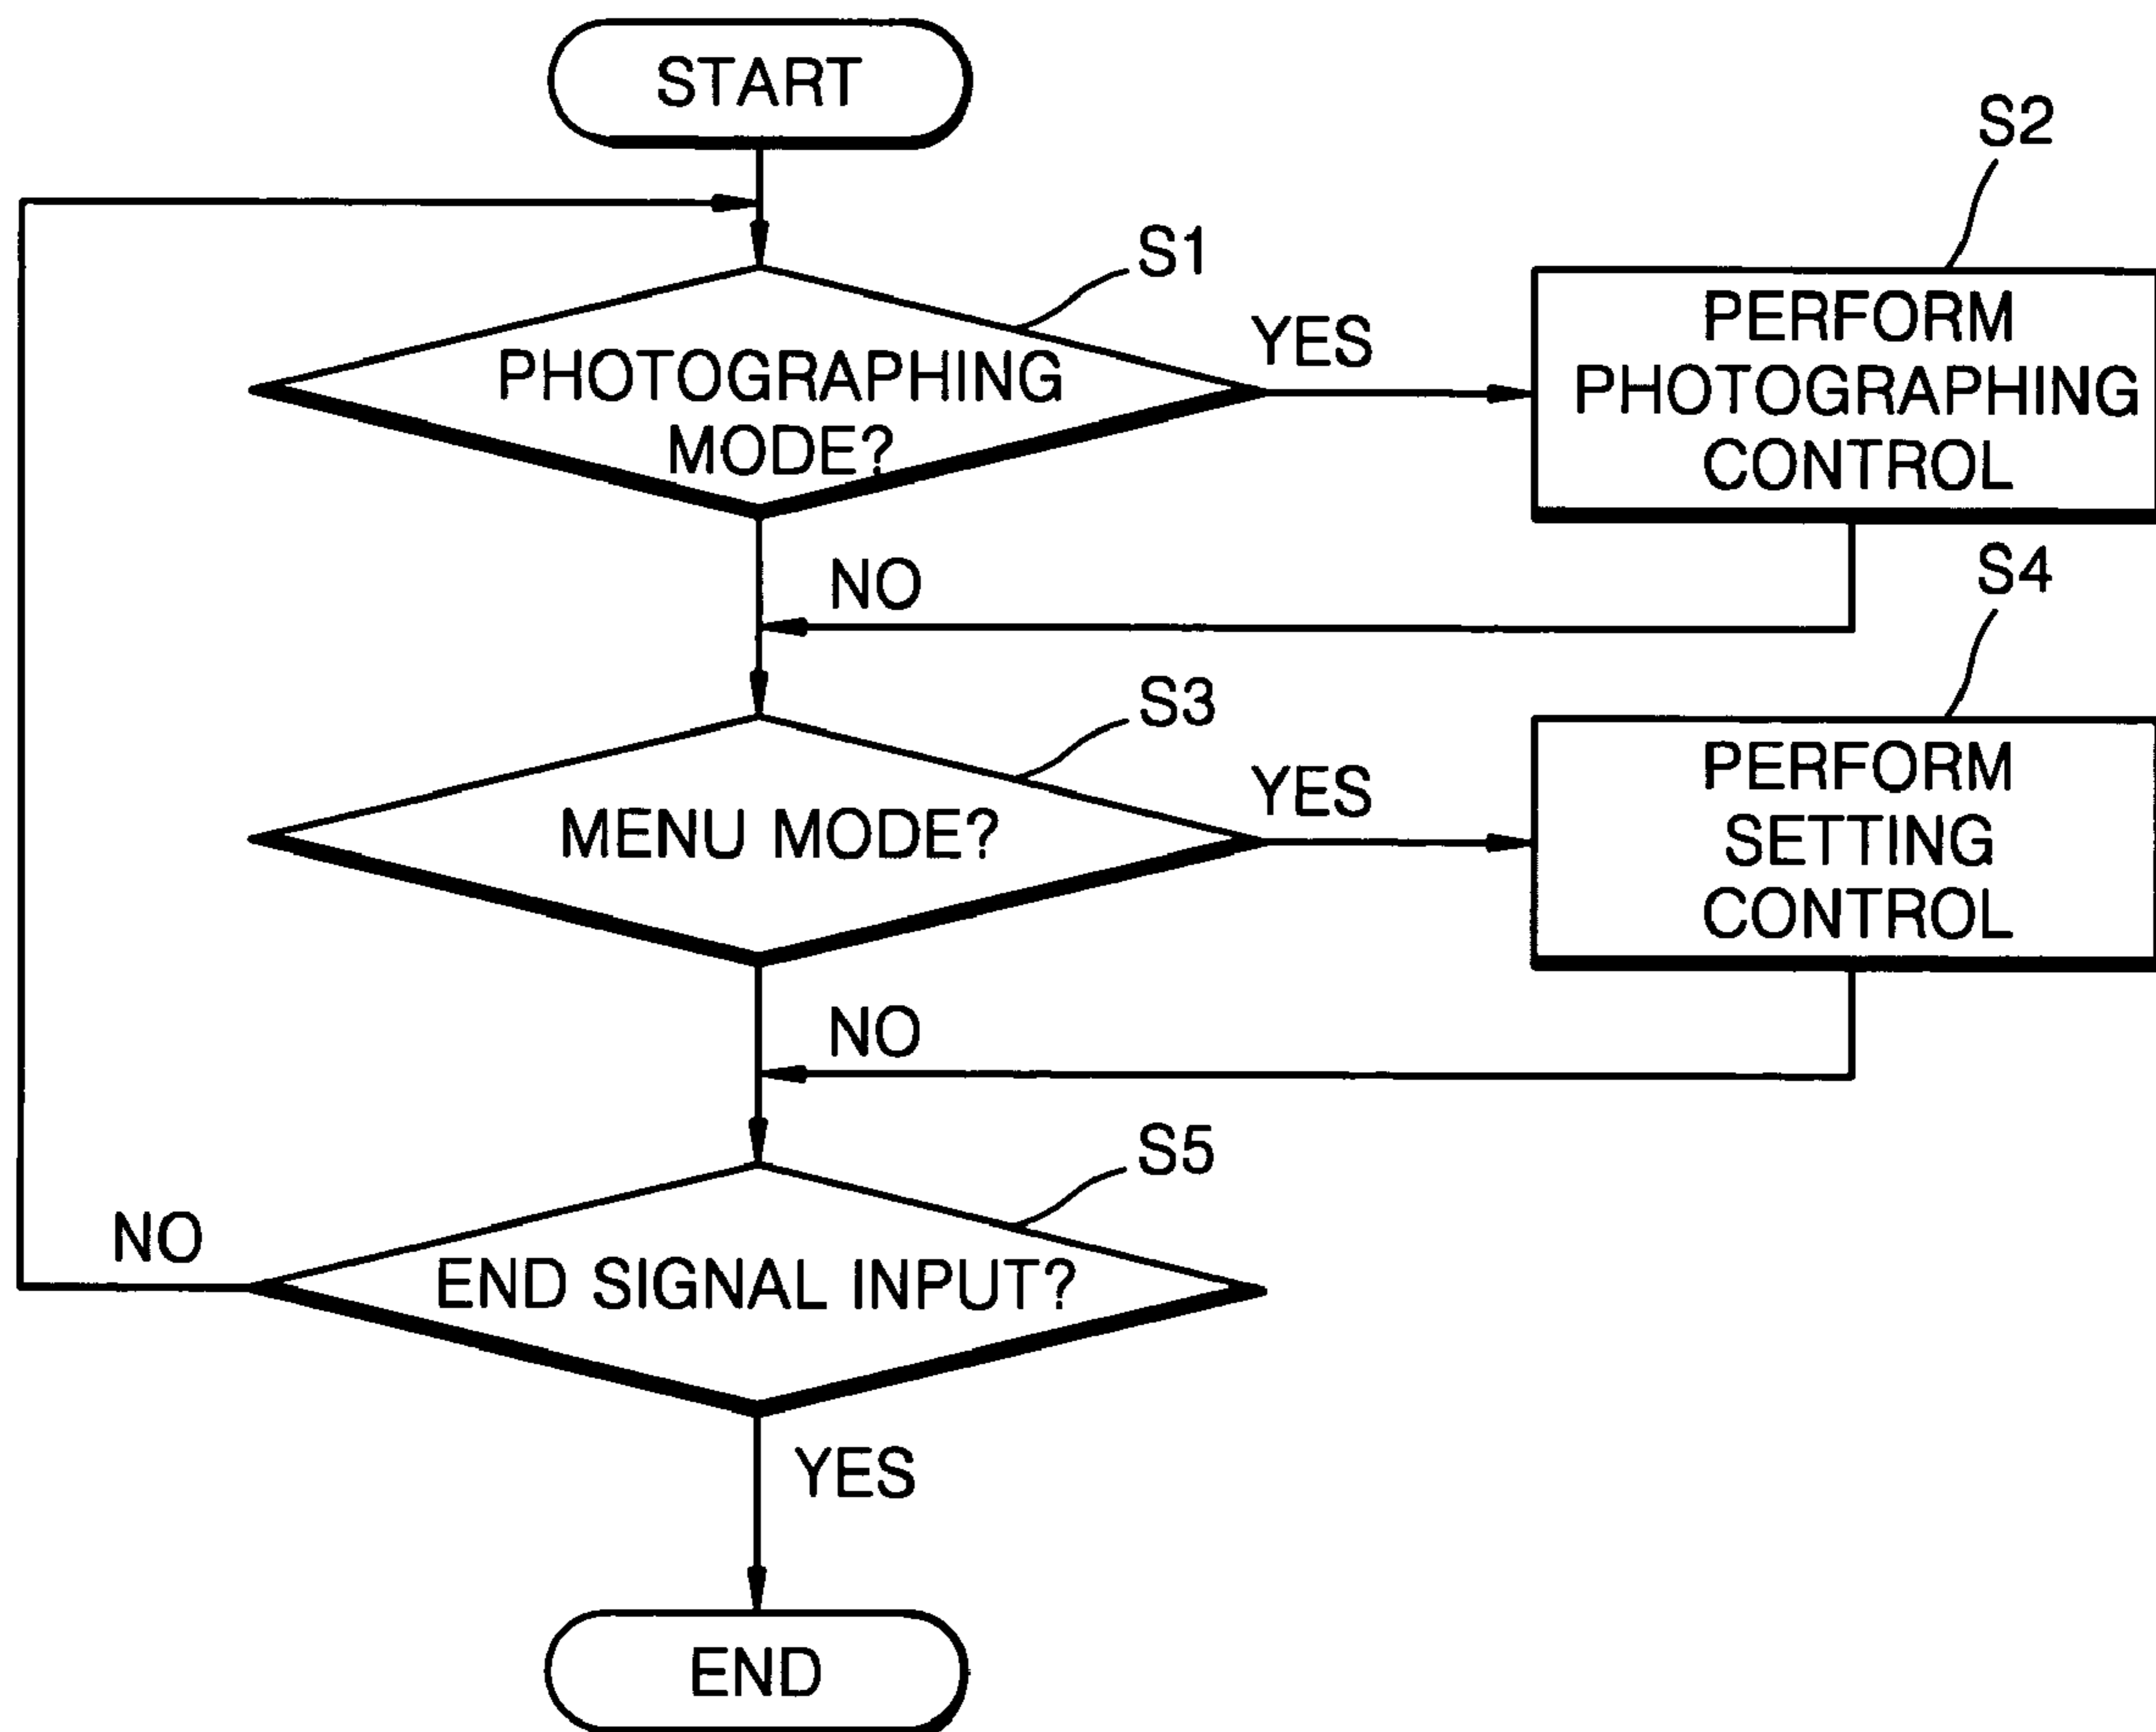 START
S2
S1
PHOTOGRAPHING
MODE?
YES
PERFORM
PHOTOGRAPHING
CONTROL
NO
S4
S3
MENU MODE?
YES
PERFORM
SETTING
CONTROL
NO
S5
NO
END SIGNAL INPUT?
YES
END